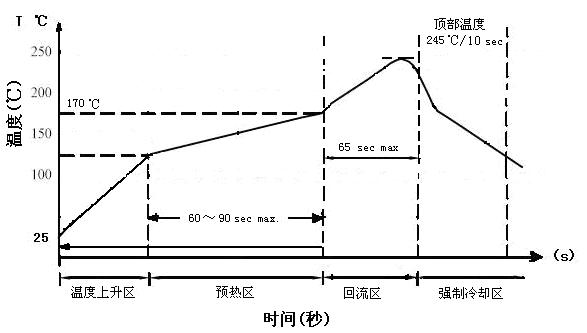 T ℃
顶部温度
245℃/10 sec
250
200
170℃
温度(℃)
150
65 sec max
100
60～90 sec max.
25
(s)
温度上升区
预热区
回流区
强制冷却区
时间(秒)